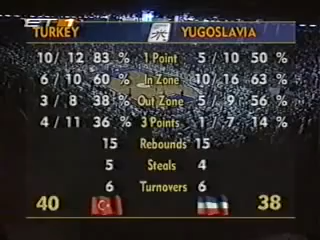 ET 1
TURKEY YUGOSLAVIA
10 / 12 83 % 1 Point 5 / 10 50 %
6 / 10 60 % In Zone 10 / 16 63 %
3 / 8 38 % Out Zone 5 / 9 56 %
4 / 11 36 % 3 Points 1 / 7 14 %
15 Rebounds 15
5 Steals 4
6 Turnovers 6
40 38